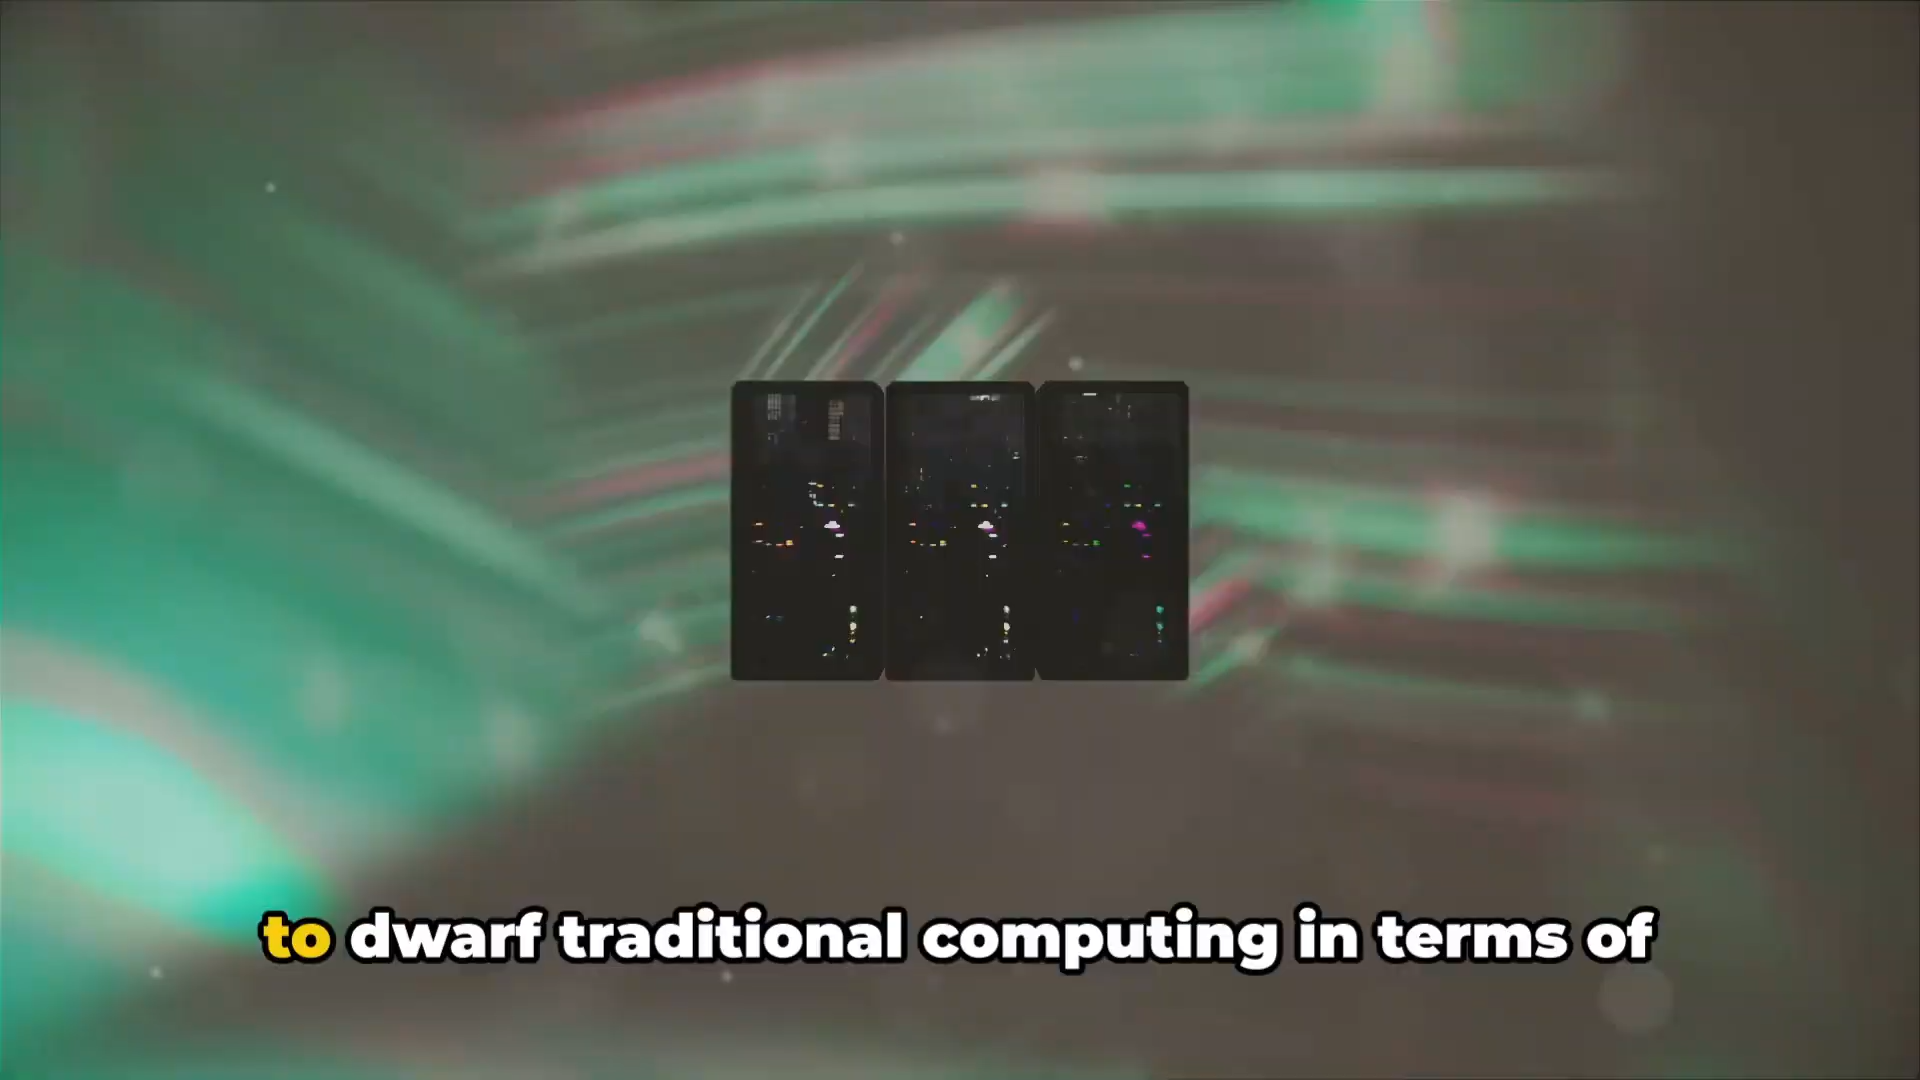 to dwarf traditional computing in terms of